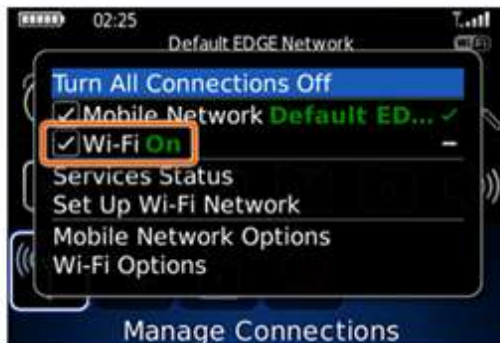 02:25
Default EDGE Network
Turn All Connections Off
Mobile Network Default ED...
Wi-Fi On
Services Status
Set Up Wi-Fi Network
Mobile Network Options
Wi-Fi Options
Manage Connections